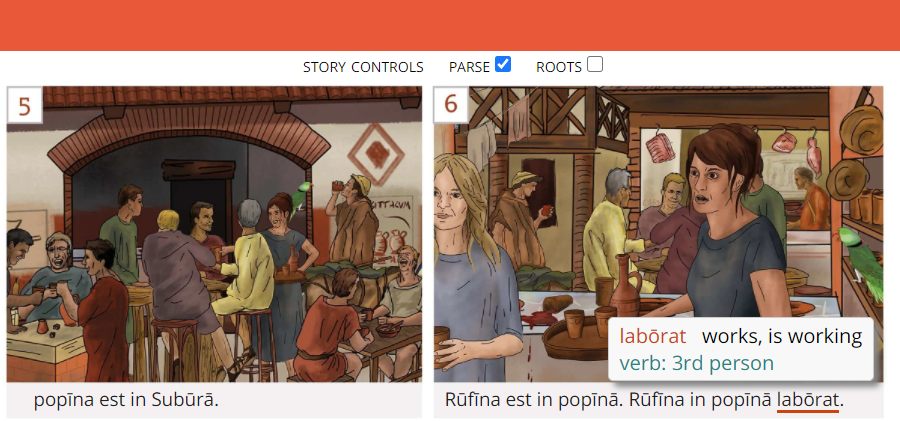 STORY CONTROLS PARSE ROOTS
5
6
labōrat works, is working
verb: 3rd person
popīna est in Subūrā.
Rūfīna est in popīnā. Rūfīna in popīnā labōrat.